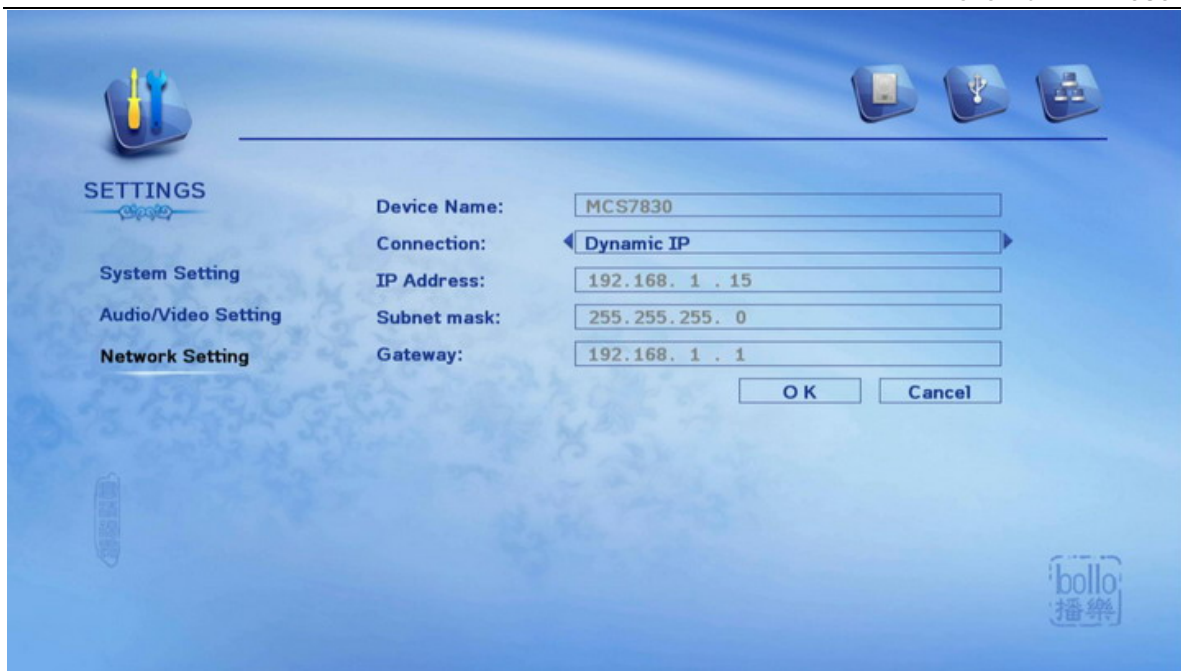 SETTINGS
System Setting
Audio/Video Setting
Network Setting
Device Name: MCS7830
Connection: Dynamic IP
IP Address: 192.168. 1 . 15
Subnet mask: 255.255.255. 0
Gateway: 192.168. 1 . 1
OK Cancel
bollo
播樂